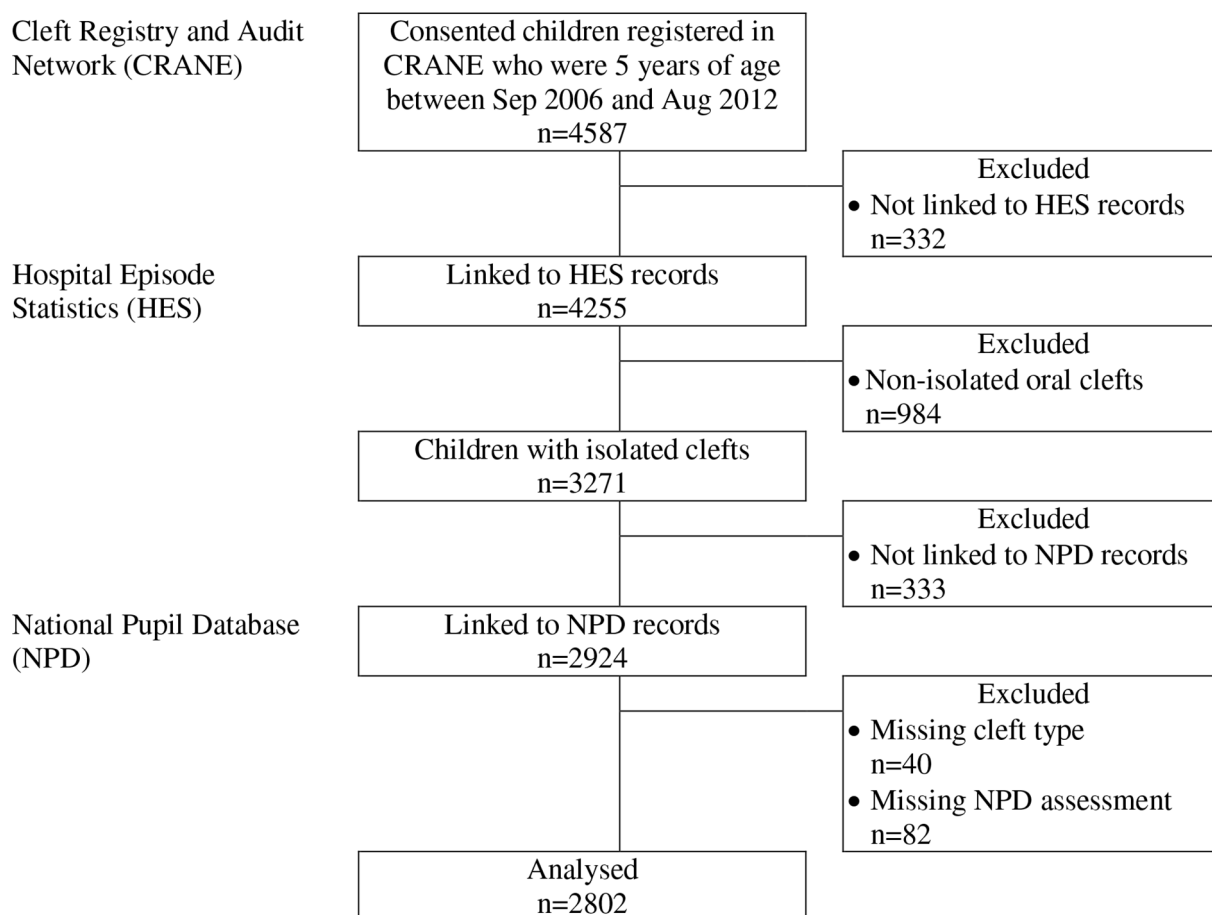 Cleft Registry and Audit
Network (CRANE)
Consented children registered in
CRANE who were 5 years of age
between Sep 2006 and Aug 2012
n=4587
Excluded
• Not linked to HES records
n=332
Hospital Episode
Statistics (HES)
Linked to HES records
n=4255
Excluded
• Non-isolated oral clefts
n=984
Children with isolated clefts
n=3271
Excluded
• Not linked to NPD records
n=333
National Pupil Database
(NPD)
Linked to NPD records
n=2924
Excluded
• Missing cleft type
n=40
• Missing NPD assessment
n=82
Analysed
n=2802